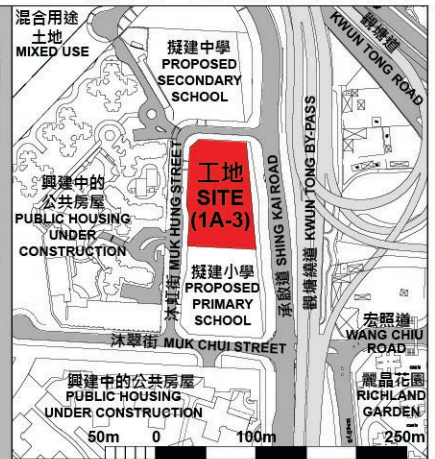 混合用途
土地
MIXED USE
擬建中學
PROPOSED
SECONDARY
SCHOOL
觀塘道
KWUN TONG ROAD
興建中的
公共房屋
PUBLIC HOUSING
UNDER
CONSTRUCTION
沐虹街 MUK HUNG STREET
工地
SITE
(1A-3)
承啟道 SHING KAI ROAD
觀塘繞道 KWUN TONG BY-PASS
擬建小學
PROPOSED
PRIMARY
SCHOOL
沐翠街 MUK CHUI STREET
宏照道
WANG CHIU
ROAD
興建中的公共房屋
PUBLIC HOUSING
UNDER CONSTRUCTION
麗晶花園
RICHLAND
GARDEN
50m 0 100m 250m